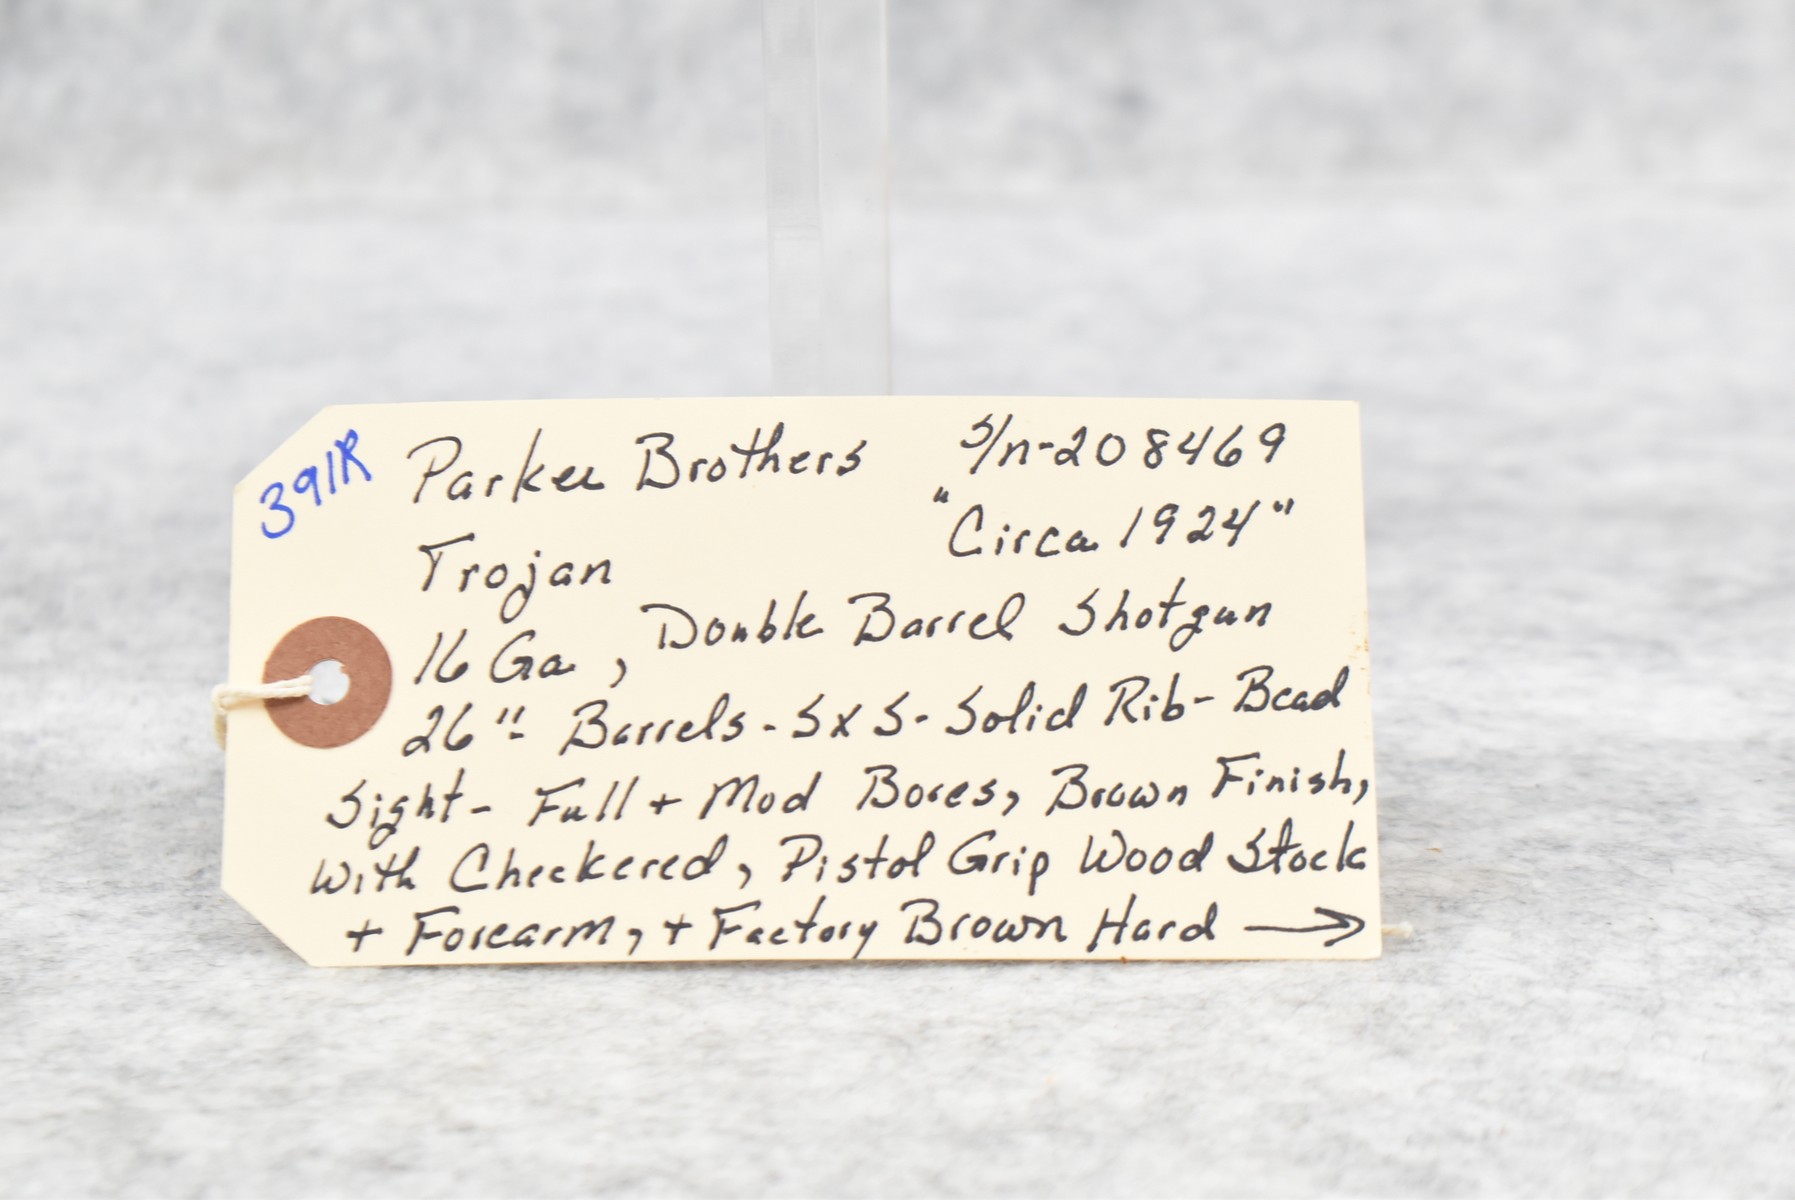 391R
Parker Brothers S/n-208469
Trojan "Circa 1924"
16 Ga, Double Barrel Shotgun
26"- Barrels - SxS - Solid Rib - Bead
Sight - Full + Mod Bores, Brown Finish,
With Checkered, Pistol Grip Wood Stock
+ Forearm, + Factory Brown Hard →